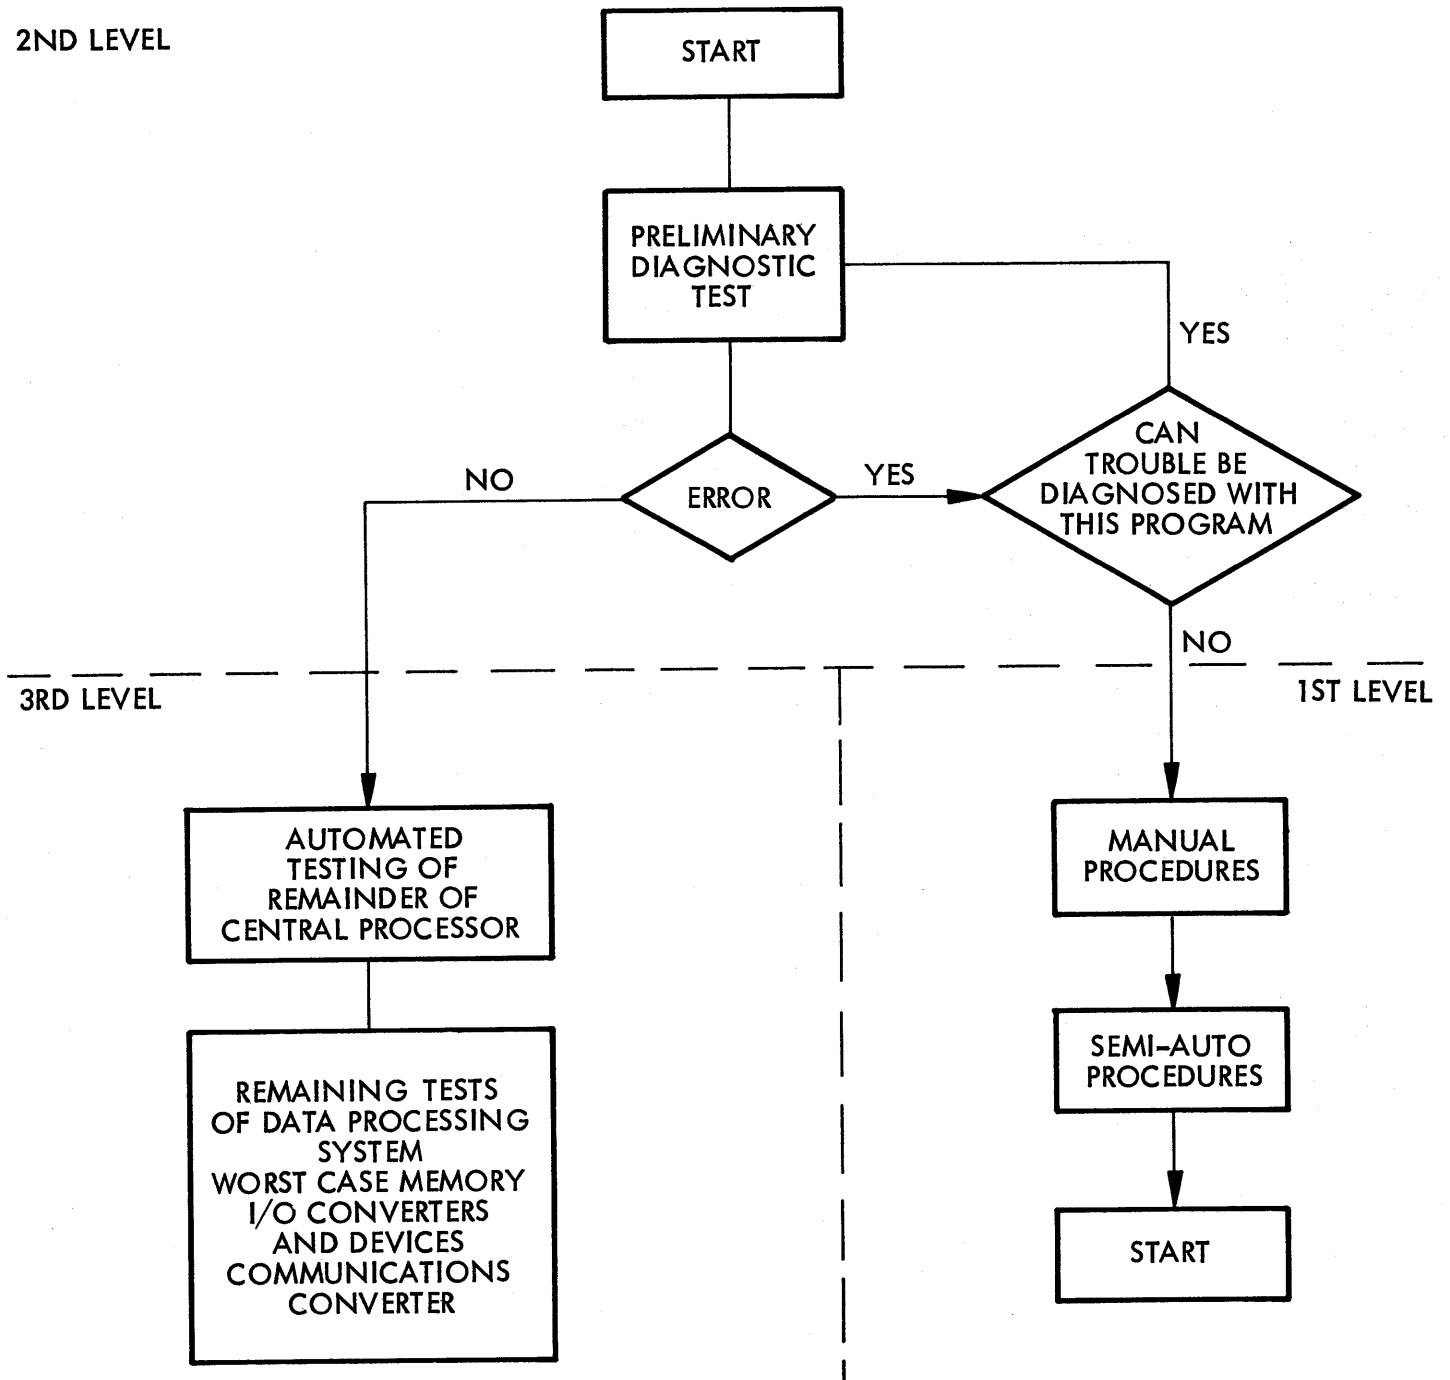 2ND LEVEL
START
PRELIMINARY
DIAGNOSTIC
TEST
YES
CAN
TROUBLE BE
DIAGNOSED WITH
THIS PROGRAM
NO
ERROR
YES
NO
3RD LEVEL
1ST LEVEL
AUTOMATED
TESTING OF
REMAINDER OF
CENTRAL PROCESSOR
REMAINING TESTS
OF DATA PROCESSING
SYSTEM
WORST CASE MEMORY
I/O CONVERTERS
AND DEVICES
COMMUNICATIONS
CONVERTER
MANUAL
PROCEDURES
SEMI-AUTO
PROCEDURES
START